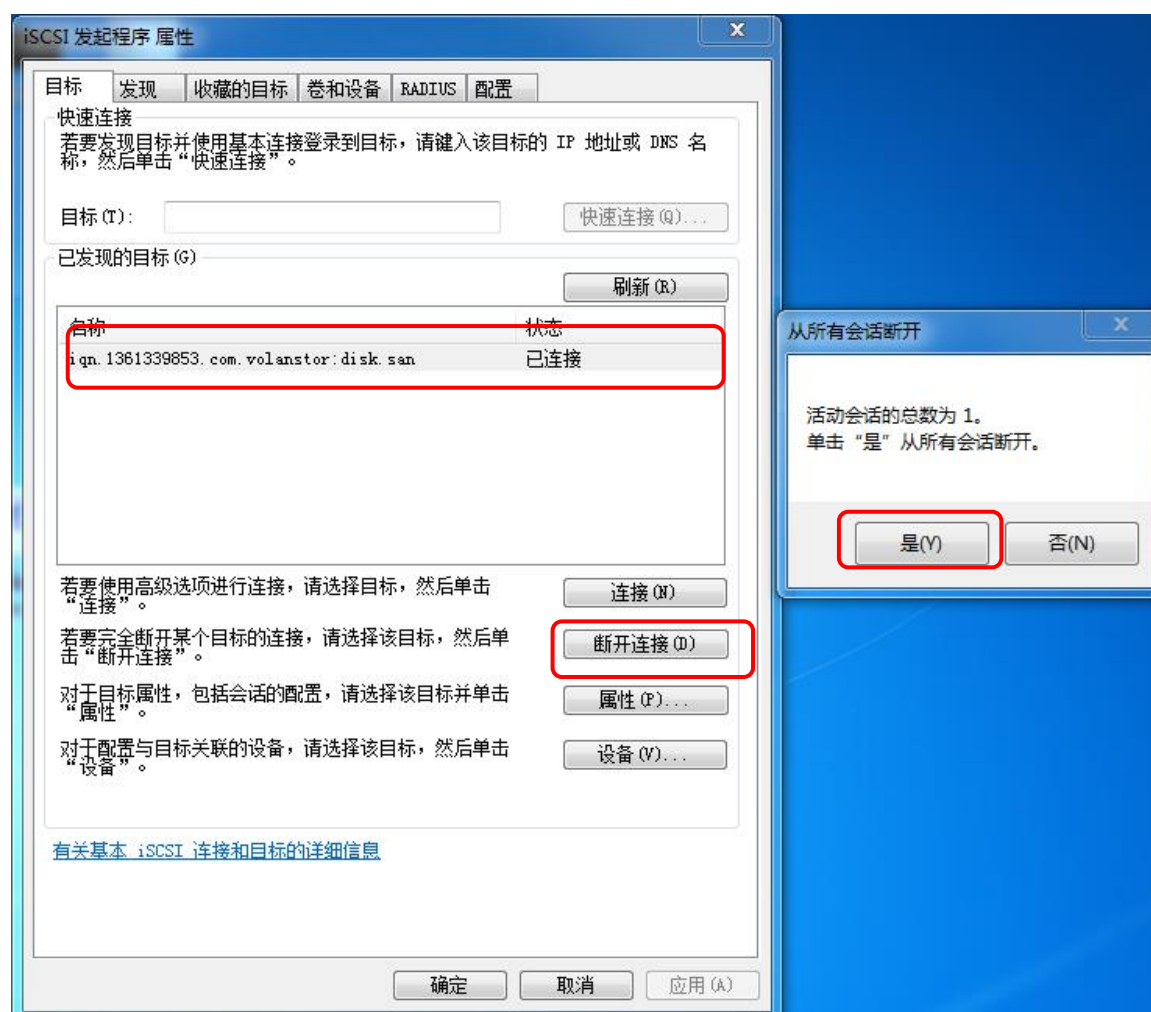 iSCSI 发起程序 属性
目标 发现 收藏的目标 卷和设备 RADIUS 配置
快速连接
若要发现目标并使用基本连接登录到目标，请键入该目标的 IP 地址或 DNS 名
称，然后单击“快速连接”。
目标(T):
快速连接(Q)...
已发现的目标(G)
刷新(R)
名称 状态
iqn.1361339853.com.volanstor:disk.san 已连接
若要使用高级选项进行连接，请选择目标，然后单击
“连接”。
连接(N)
若要完全断开某个目标的连接，请选择该目标，然后单
击“断开连接”。
断开连接(D)
对于目标属性，包括会话的配置，请选择该目标并单击
“属性”。
属性(P)...
对于配置与目标关联的设备，请选择该目标，然后单击
“设备”。
设备(V)...
有关基本 iSCSI 连接和目标的详细信息
确定 取消 应用(A)
从所有会话断开
活动会话的总数为 1。
单击“是”从所有会话断开。
是(Y) 否(N)